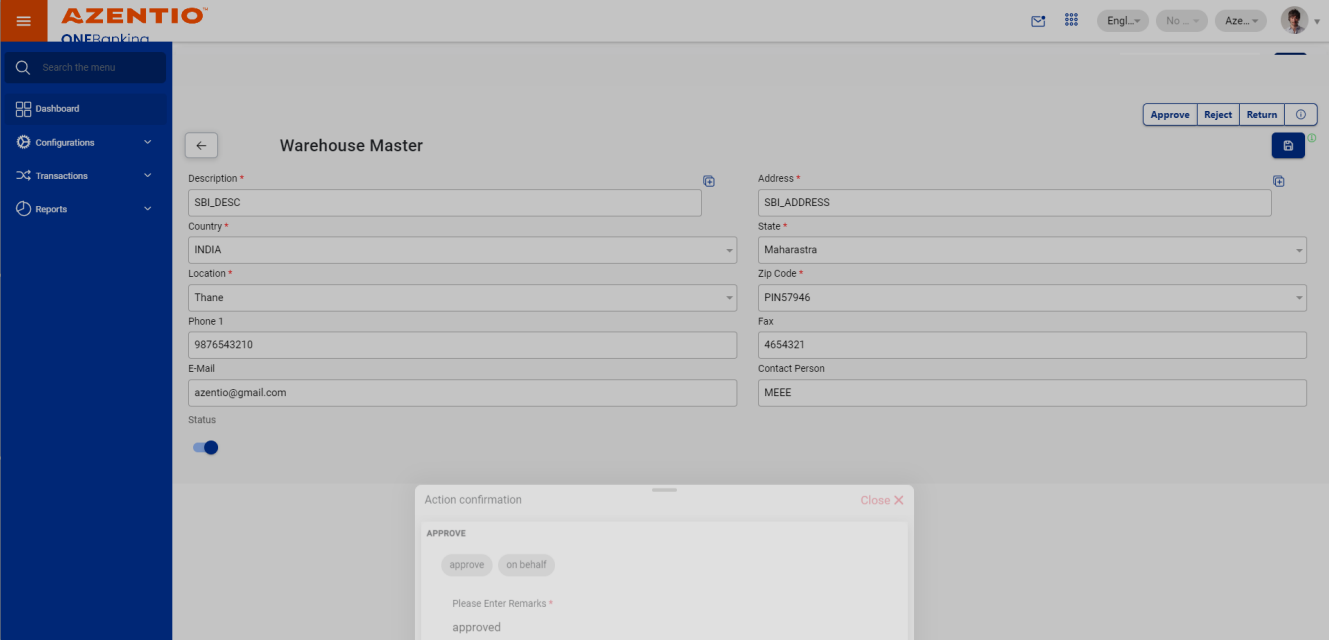 AZENTIO™
ONEBanking
Engl...
No ...
Aze...
Search the menu
Dashboard
Configurations
Transactions
Reports
Approve
Reject
Return
Warehouse Master
Description *
SBI_DESC
Address *
SBI_ADDRESS
Country *
INDIA
State *
Maharastra
Location *
Thane
Zip Code *
PIN57946
Phone 1
9876543210
Fax
4654321
E-Mail
azentio@gmail.com
Contact Person
MEEE
Status
Action confirmation
Close
APPROVE
approve
on behalf
Please Enter Remarks *
approved